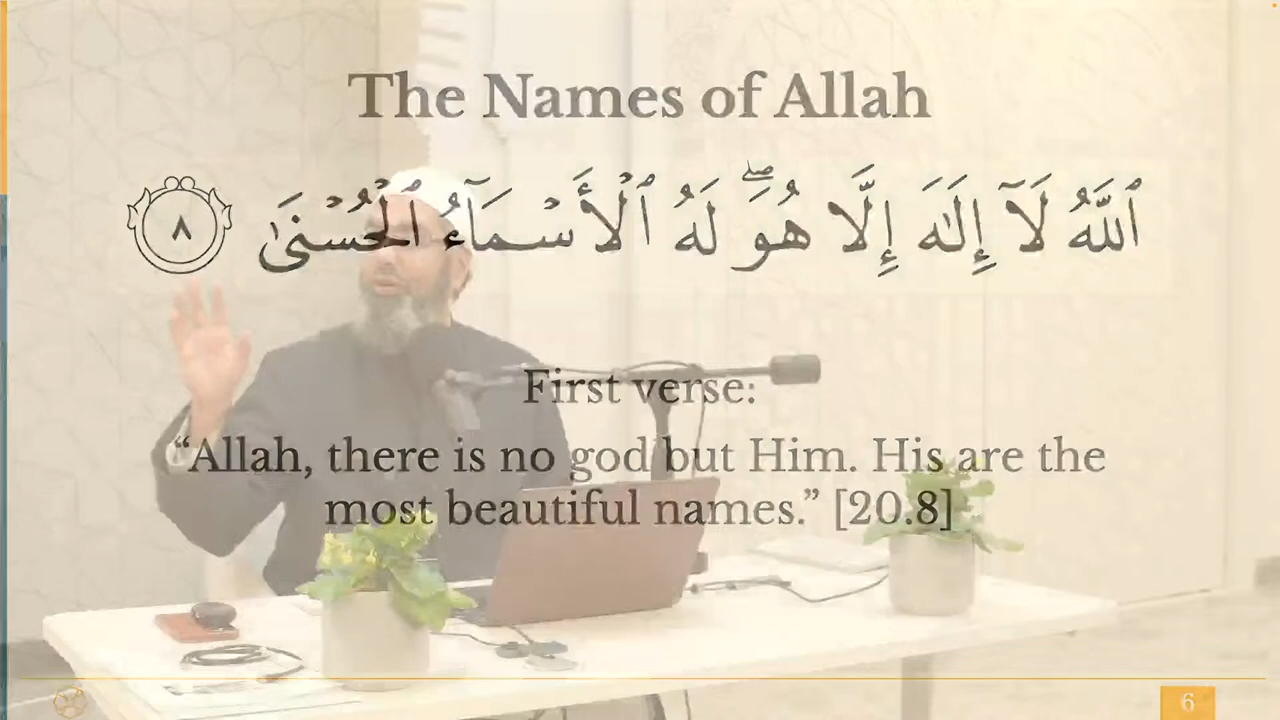 The Names of Allah
ٱللَّهُ لَآ إِلَـٰهَ إِلَّا هُوَ ۖ لَهُ ٱلْأَسْمَآءُ ٱلْحُسْنَىٰ ٨
First verse:
“Allah, there is no god but Him. His are the
most beautiful names.” [20.8]
6